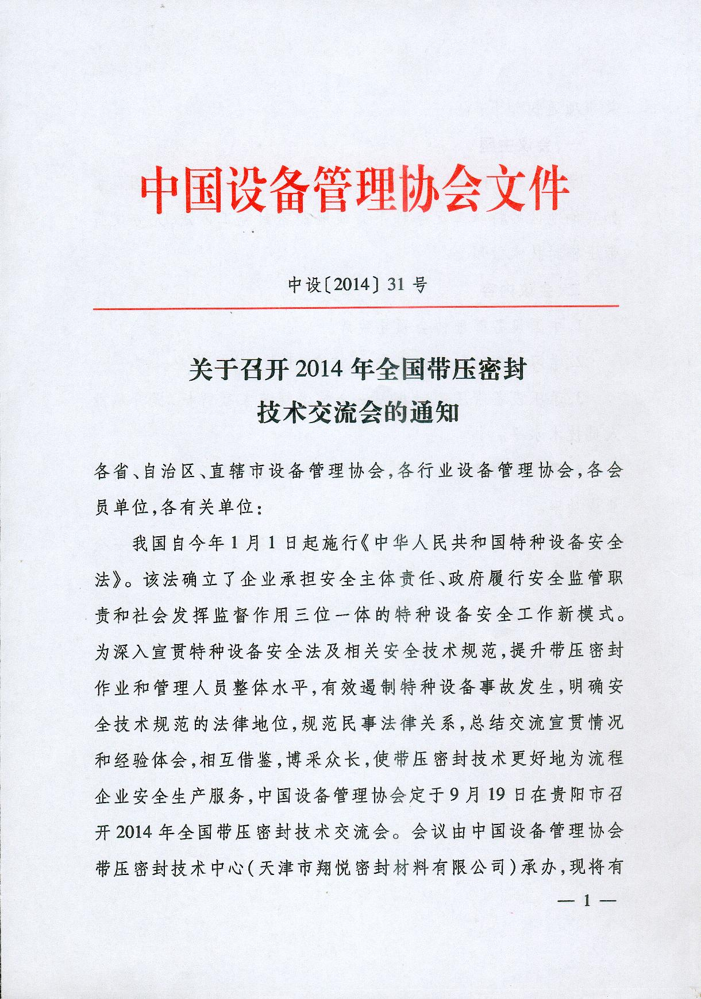 中国设备管理协会文件
中设〔2014〕31 号
关于召开 2014 年全国带压密封
技术交流会的通知
各省、自治区、直辖市设备管理协会,各行业设备管理协会,各会
员单位,各有关单位:
我国自今年 1 月 1 日起施行《中华人民共和国特种设备安全
法》。该法确立了企业承担安全主体责任、政府履行安全监管职
责和社会发挥监督作用三位一体的特种设备安全工作新模式。
为深入宣贯特种设备安全法及相关安全技术规范,提升带压密封
作业和管理人员整体水平,有效遏制特种设备事故发生,明确安
全技术规范的法律地位,规范民事法律关系,总结交流宣贯情况
和经验体会,相互借鉴,博采众长,使带压密封技术更好地为流程
企业安全生产服务,中国设备管理协会定于 9 月 19 日在贵阳市召
开 2014 年全国带压密封技术交流会。会议由中国设备管理协会
带压密封技术中心(天津市翔悦密封材料有限公司)承办,现将有
— 1 —